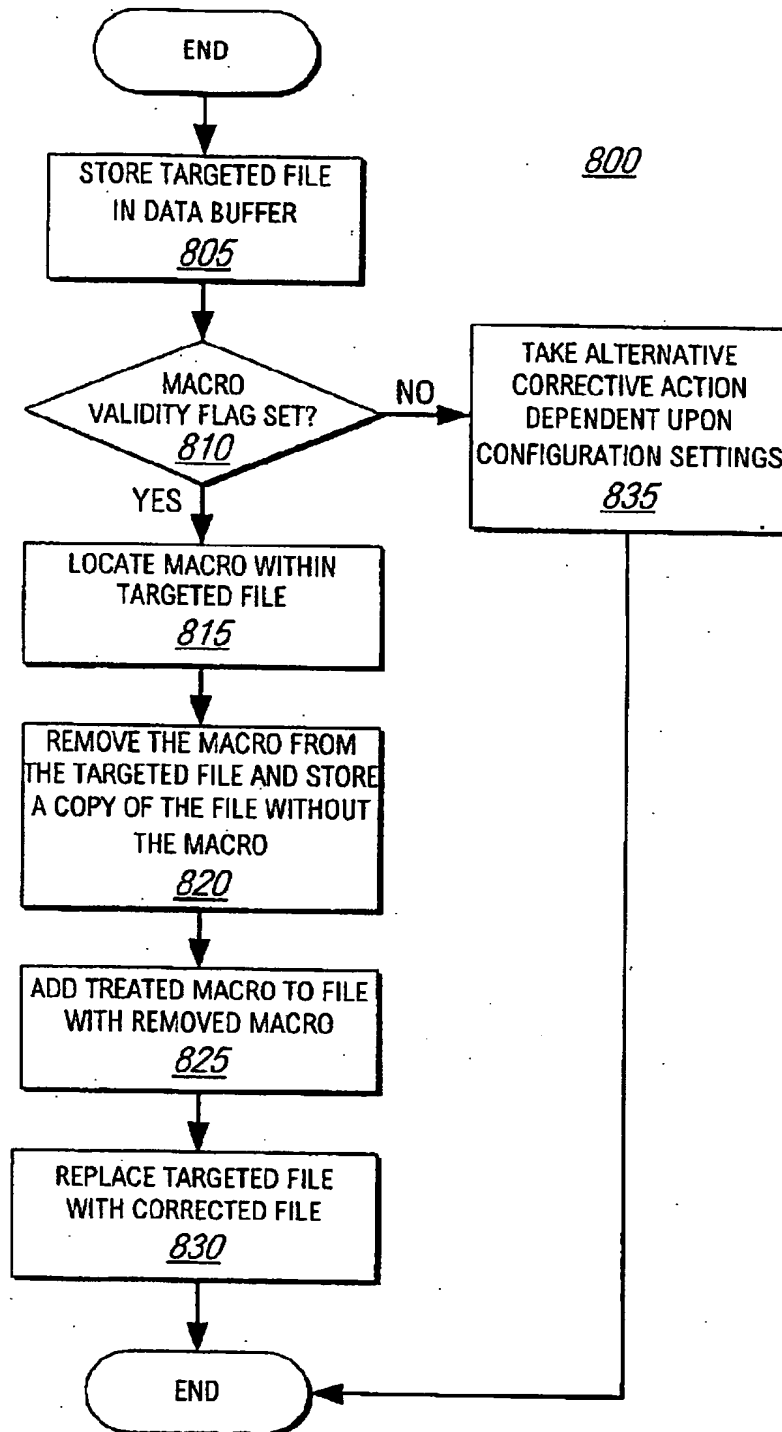 END
STORE TARGETED FILE
IN DATA BUFFER
805
800
MACRO
VALIDITY FLAG SET?
810
NO
YES
TAKE ALTERNATIVE
CORRECTIVE ACTION
DEPENDENT UPON
CONFIGURATION SETTINGS
835
LOCATE MACRO WITHIN
TARGETED FILE
815
REMOVE THE MACRO FROM
THE TARGETED FILE AND STORE
A COPY OF THE FILE WITHOUT
THE MACRO
820
ADD TREATED MACRO TO FILE
WITH REMOVED MACRO
825
REPLACE TARGETED FILE
WITH CORRECTED FILE
830
END